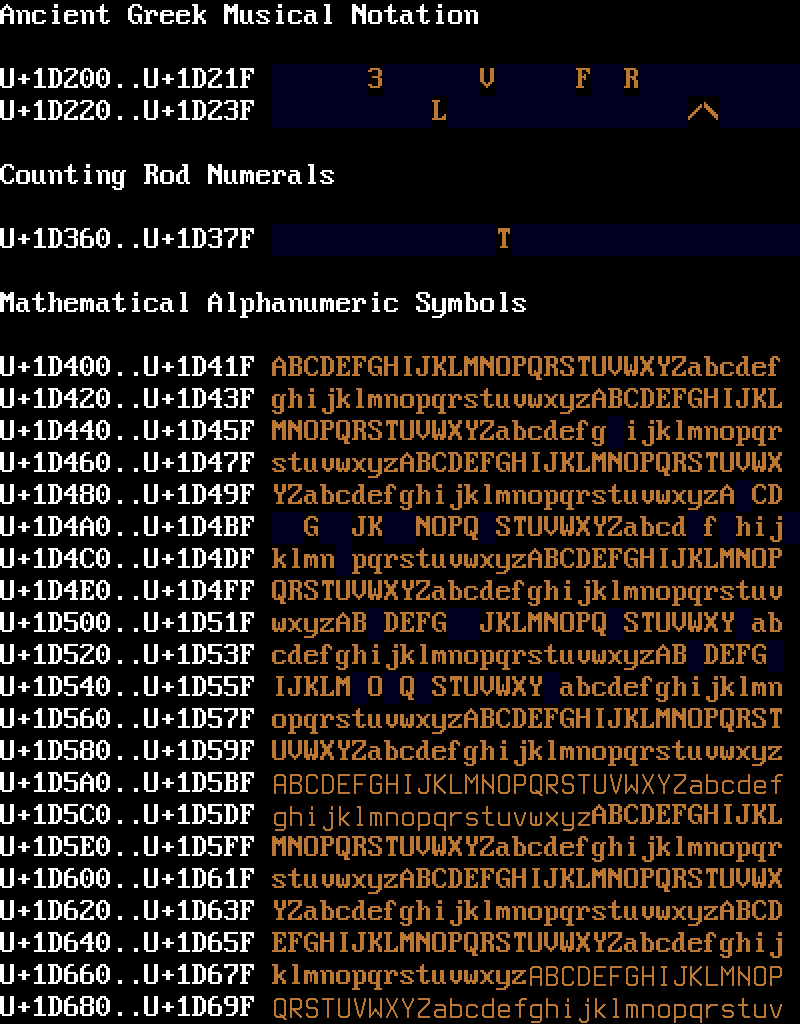 Ancient Greek Musical Notation
U+1D200..U+1D21F 3 V F R
U+1D220..U+1D23F L ^
Counting Rod Numerals
U+1D360..U+1D37F T
Mathematical Alphanumeric Symbols
U+1D400..U+1D41F ABCDEFGHIJKLMNOPQRSTUVWXYZabcdef
U+1D420..U+1D43F ghijklmnopqrstuvwxyzABCDEFGHIJKL
U+1D440..U+1D45F MNOPQRSTUVWXYZabcdefg ijklmnopqr
U+1D460..U+1D47F stuvwxyzABCDEFGHIJKLMNOPQRSTUVWX
U+1D480..U+1D49F YZabcdefghijklmnopqrstuvwxyzA CD
U+1D4A0..U+1D4BF G JK NOPQ STUVWXYZabcd f hij
U+1D4C0..U+1D4DF klmn pqrstuvwxyzABCDEFGHIJKLMNOP
U+1D4E0..U+1D4FF QRSTUVWXYZabcdefghijklmnopqrstuv
U+1D500..U+1D51F wxyzAB DEFG JKLMNOPQ STUVWXY ab
U+1D520..U+1D53F cdefghijklmnopqrstuvwxyzAB DEFG
U+1D540..U+1D55F IJKLM O Q STUVWXY abcdefghijklmn
U+1D560..U+1D57F opqrstuvwxyzABCDEFGHIJKLMNOPQRST
U+1D580..U+1D59F UVWXYZabcdefghijklmnopqrstuvwxyz
U+1D5A0..U+1D5BF ABCDEFGHIJKLMNOPQRSTUVWXYZabcdef
U+1D5C0..U+1D5DF ghijklmnopqrstuvwxyzABCDEFGHIJKL
U+1D5E0..U+1D5FF MNOPQRSTUVWXYZabcdefghijklmnopqr
U+1D600..U+1D61F stuvwxyzABCDEFGHIJKLMNOPQRSTUVWX
U+1D620..U+1D63F YZabcdefghijklmnopqrstuvwxyzABCD
U+1D640..U+1D65F EFGHIJKLMNOPQRSTUVWXYZabcdefghij
U+1D660..U+1D67F klmnopqrstuvwxyzABCDEFGHIJKLMNOP
U+1D680..U+1D69F QRSTUVWXYZabcdefghijklmnopqrstuv